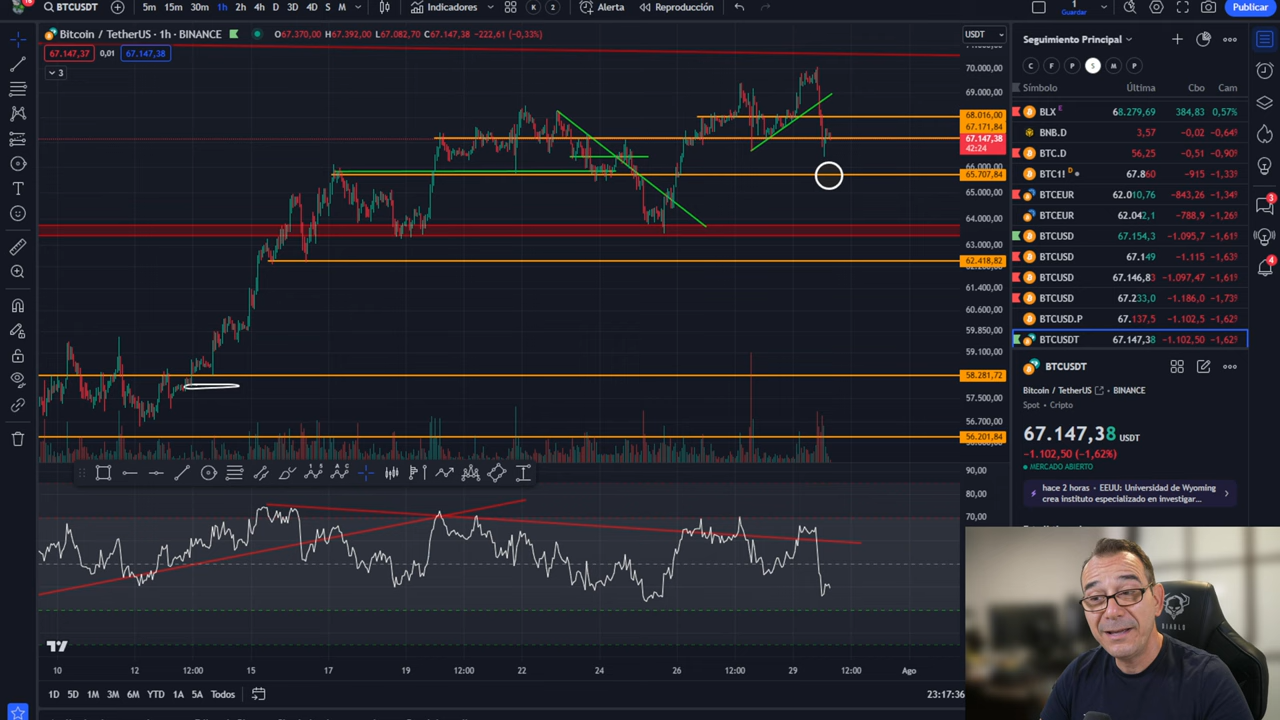 BTCUSDT
5m 15m 30m 1h 2h 4h D 3D 4D S M
Indicadores
K
2
Alerta
Reproducción
1
Guardar
Publicar
Bitcoin / TetherUS · 1h · BINANCE
O67.370,00 H67.392,00 L67.082,70 C67.147,38 −222,61 (−0,33%)
USDT
67.147,37
0,01
67.147,38
3
70.000,00
69.000,00
68.016,00
67.171,84
67.147,38
42:24
66.000,00
65.707,84
65.000,00
64.000,00
63.000,00
62.418,82
61.400,00
60.600,00
59.850,00
59.100,00
58.281,72
57.500,00
56.700,00
56.201,84
90,00
80,00
70,00
10 12 12:00 15 17 19 12:00 22 24 26 12:00 29 12:00 Ago
1D 5D 1M 3M 6M YTD 1A 5A Todos
23:17:36
Seguimiento Principal
C F P S M P
Símbolo Última Cbo Cam
BLX E 68.279,69 384,83 0,57%
BNB.D 3,57 −0,02 −0,64
BTC.D 56,25 −0,51 −0,90
BTC1! D 67.860 −915 −1,33
BTCEUR 62.010,76 −843,26 −1,34
BTCEUR 62.042,1 −788,9 −1,26
BTCUSD 67.154,3 −1.095,7 −1,61
BTCUSD 67.149 −1.115 −1,63
BTCUSD 67.146,83 −1.097,47 −1,61
BTCUSD 67.233,0 −1.186,0 −1,73
BTCUSD.P 67.137,5 −1.102,5 −1,62
BTCUSDT 67.147,38 −1.102,50 −1,62
BTCUSDT
Bitcoin / TetherUS · BINANCE
Spot · Cripto
67.147,38 USDT
−1.102,50 (−1,62%)
MERCADO ABIERTO
hace 2 horas · EEUU: Universidad de Wyoming
crea instituto especializado en investigar...
DIABLO